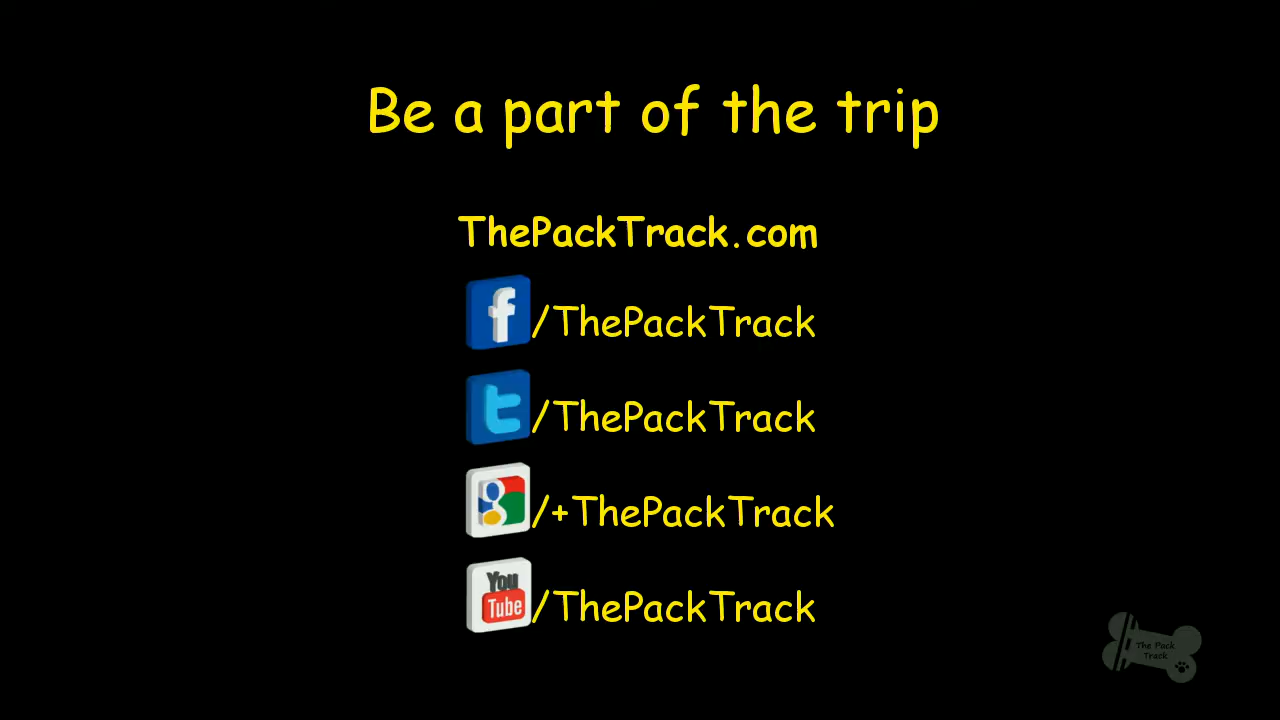 Be a part of the trip
ThePackTrack.com
f/ThePackTrack
t/ThePackTrack
g/+ThePackTrack
You
Tube/ThePackTrack
The Pack
Track